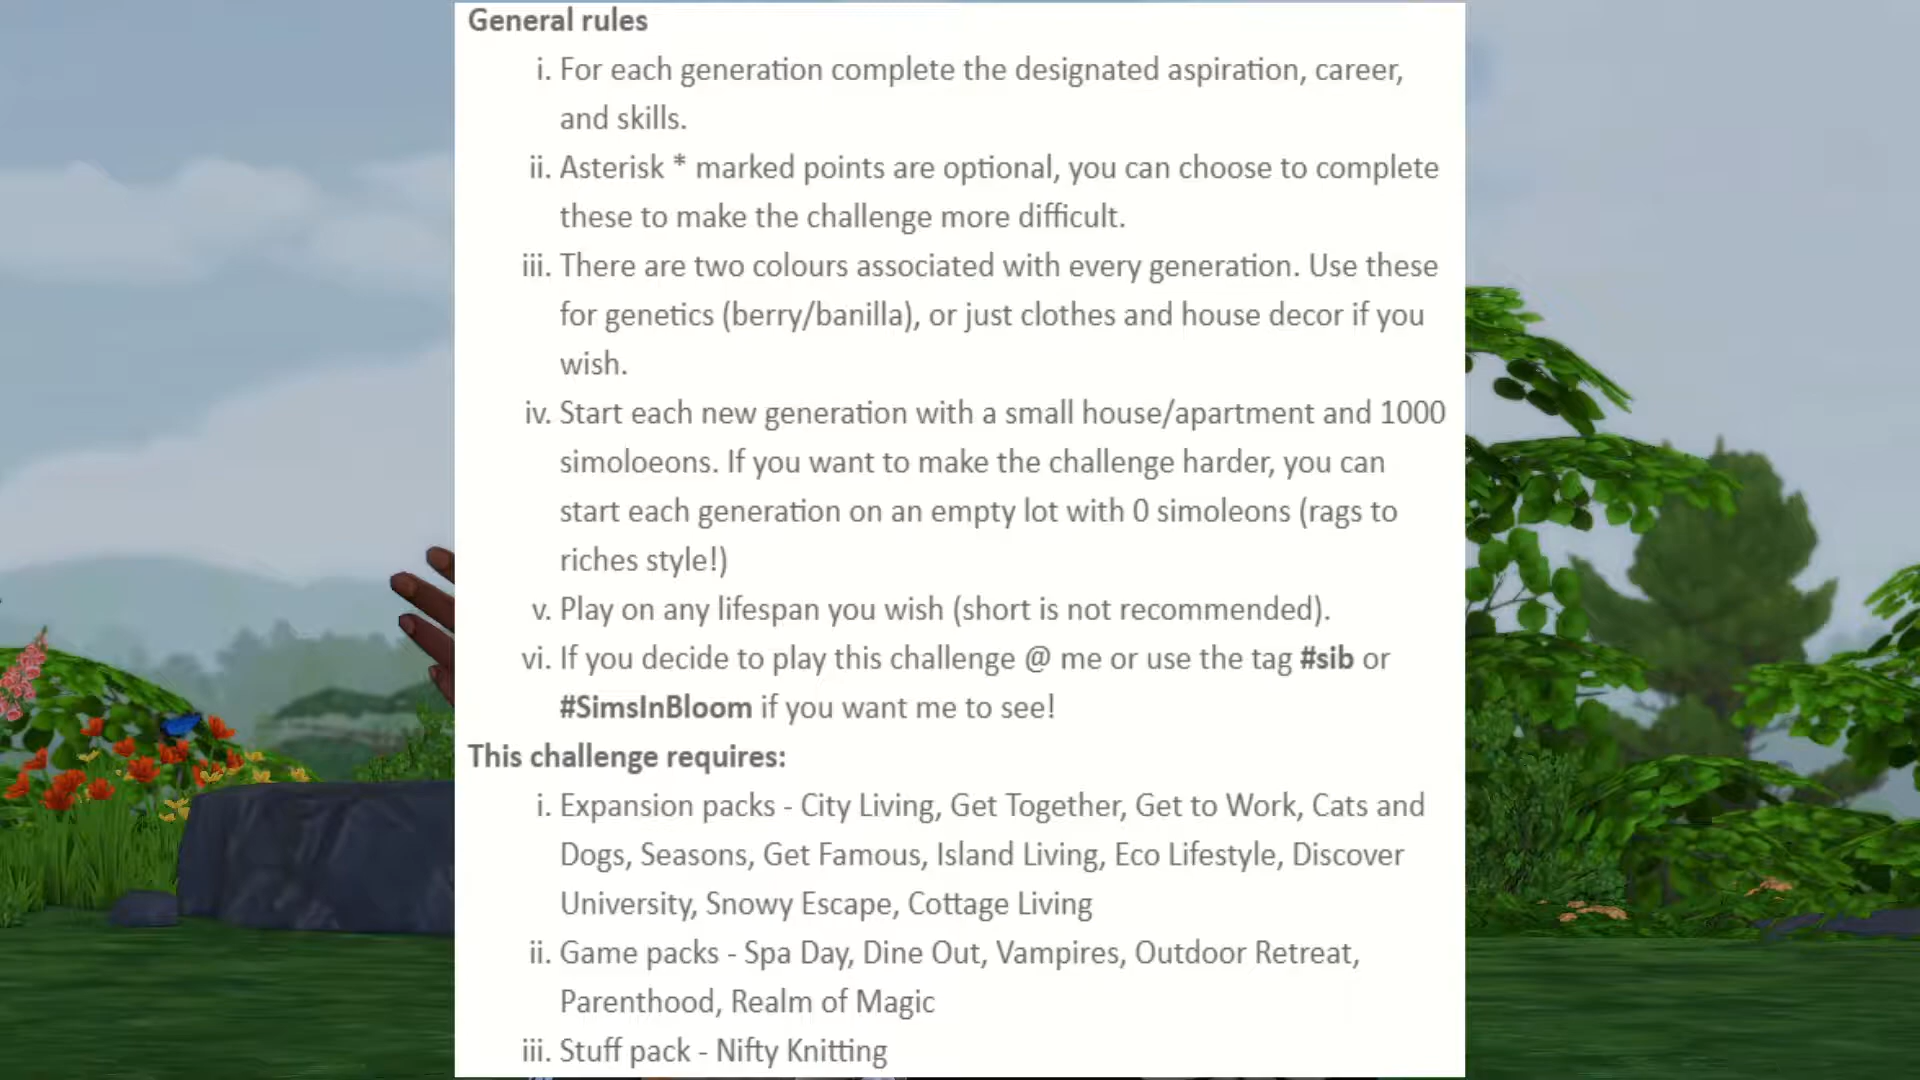 General rules
i. For each generation complete the designated aspiration, career,
and skills.
ii. Asterisk * marked points are optional, you can choose to complete
these to make the challenge more difficult.
iii. There are two colours associated with every generation. Use these
for genetics (berry/banilla), or just clothes and house decor if you
wish.
iv. Start each new generation with a small house/apartment and 1000
simoloeons. If you want to make the challenge harder, you can
start each generation on an empty lot with 0 simoleons (rags to
riches style!)
v. Play on any lifespan you wish (short is not recommended).
vi. If you decide to play this challenge @ me or use the tag #sib or
#SimsInBloom if you want me to see!
This challenge requires:
i. Expansion packs - City Living, Get Together, Get to Work, Cats and
Dogs, Seasons, Get Famous, Island Living, Eco Lifestyle, Discover
University, Snowy Escape, Cottage Living
ii. Game packs - Spa Day, Dine Out, Vampires, Outdoor Retreat,
Parenthood, Realm of Magic
iii. Stuff pack - Nifty Knitting